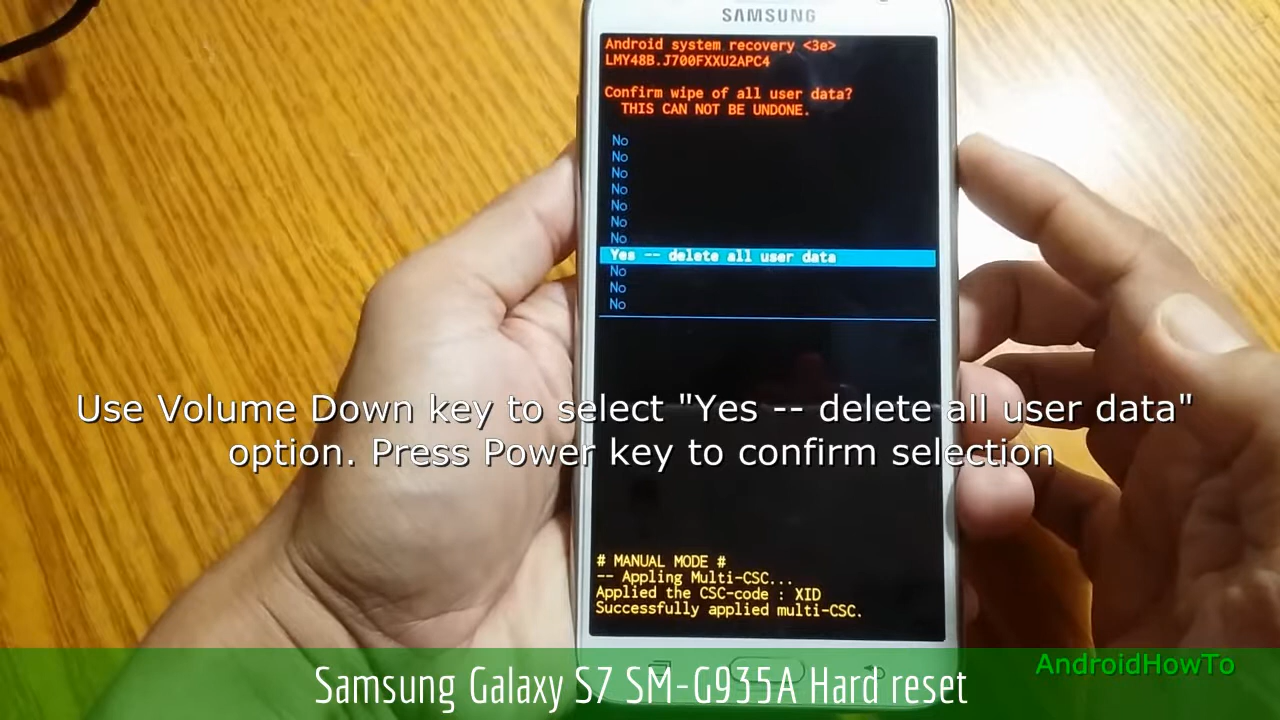 SAMSUNG
Android system recovery <3e>
LMY48B.J700FXXU2APC4
Confirm wipe of all user data?
THIS CAN NOT BE UNDONE.
No
No
No
No
No
No
No
Yes -- delete all user data
No
No
No
Use Volume Down key to select "Yes -- delete all user data"
option. Press Power key to confirm selection
# MANUAL MODE #
-- Appling Multi-CSC...
Applied the CSC-code : XID
Successfully applied multi-CSC.
AndroidHowTo
Samsung Galaxy S7 SM-G935A Hard reset